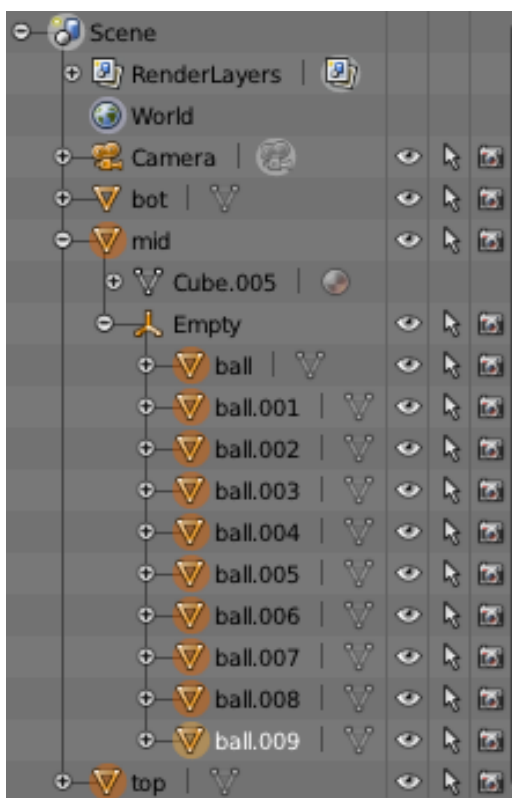 Scene
RenderLayers
World
Camera
bot
mid
Cube.005
Empty
ball
ball.001
ball.002
ball.003
ball.004
ball.005
ball.006
ball.007
ball.008
ball.009
top